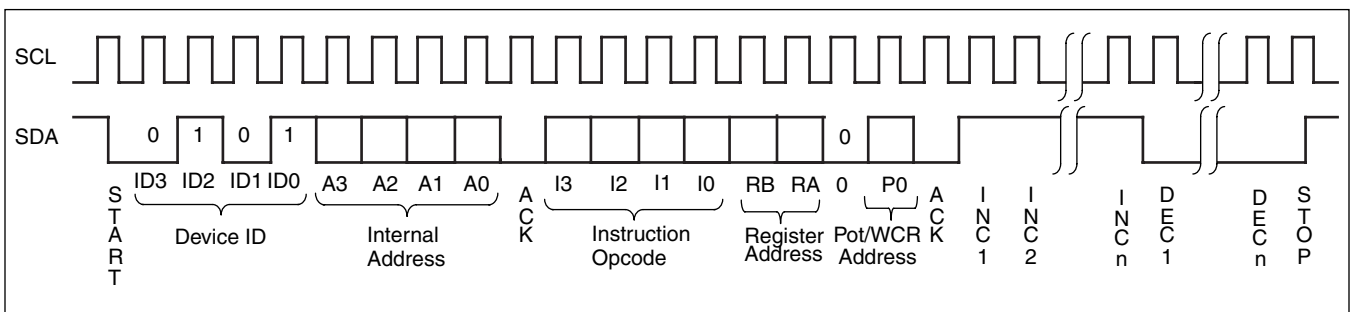 SCL
SDA
0 1 0 1 0
ID3 ID2 ID1 ID0 A3 A2 A1 A0 I3 I2 I1 I0 RB RA 0 P0
START
Device ID
Internal
Address
ACK
Instruction
Opcode
Register
Address
Pot/WCR
Address
ACK
INC1
INC2
INCn
DEC1
DECn
STOP